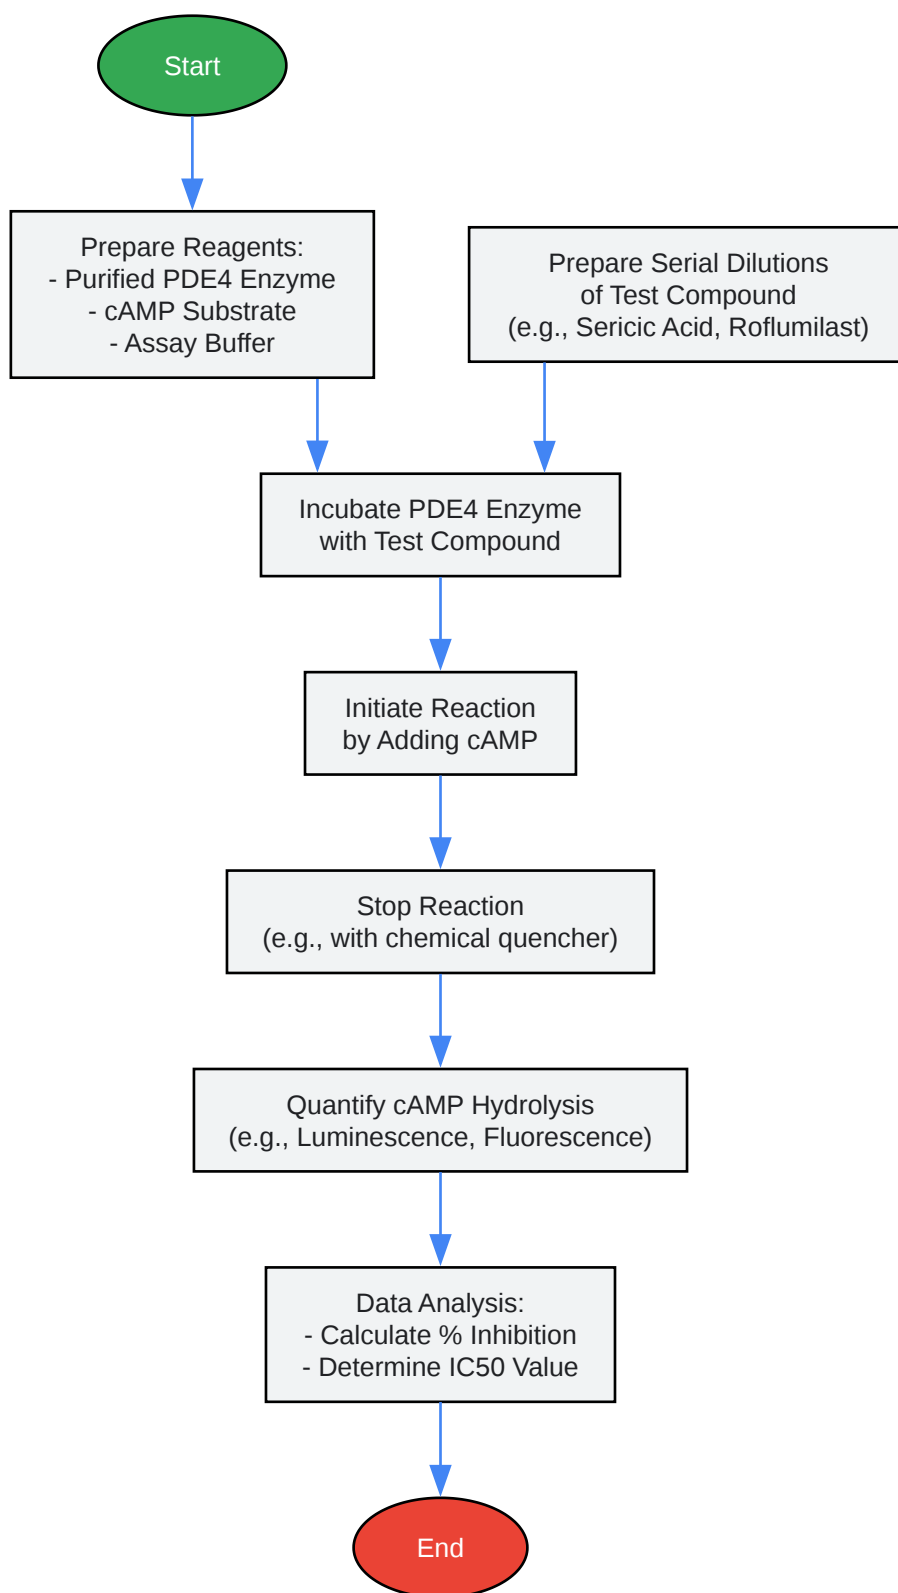 Start
Prepare Reagents:
- Purified PDE4 Enzyme
- cAMP Substrate
- Assay Buffer
Prepare Serial Dilutions
of Test Compound
(e.g., Sericic Acid, Roflumilast)
Incubate PDE4 Enzyme
with Test Compound
Initiate Reaction
by Adding cAMP
Stop Reaction
(e.g., with chemical quencher)
Quantify cAMP Hydrolysis
(e.g., Luminescence, Fluorescence)
Data Analysis:
- Calculate % Inhibition
- Determine IC50 Value
End